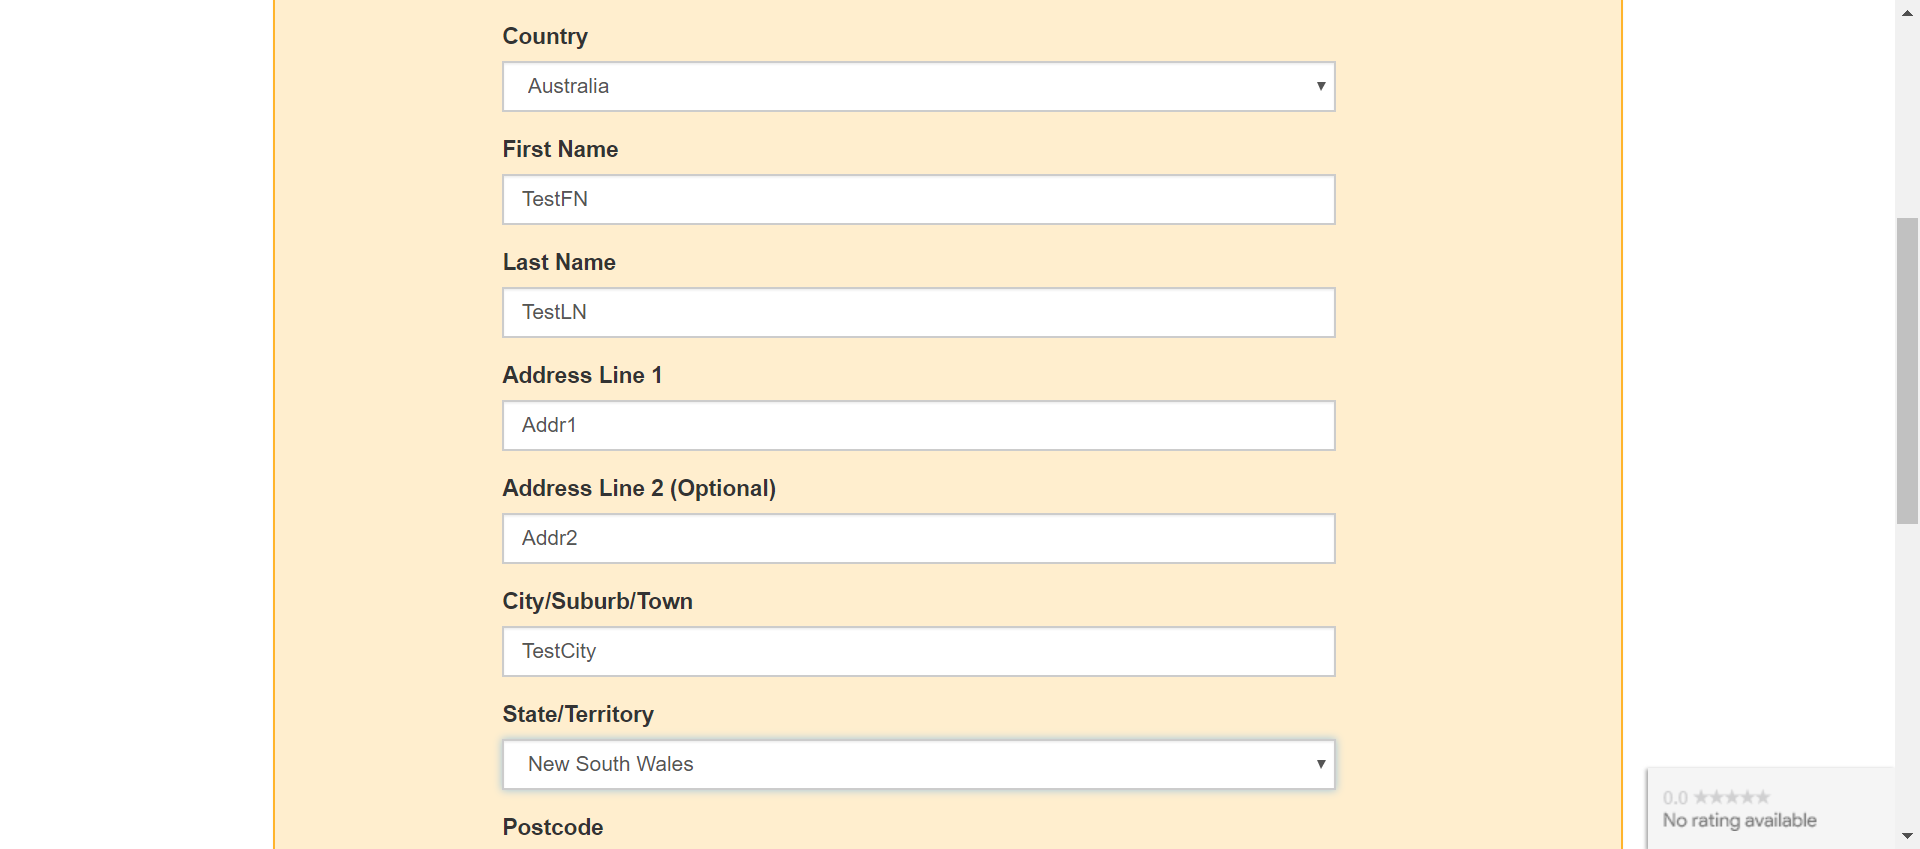 Country
Australia
First Name
TestFN
Last Name
TestLN
Address Line 1
Addr1
Address Line 2 (Optional)
Addr2
City/Suburb/Town
TestCity
State/Territory
New South Wales
Postcode
0.0 ★★★★★
No rating available